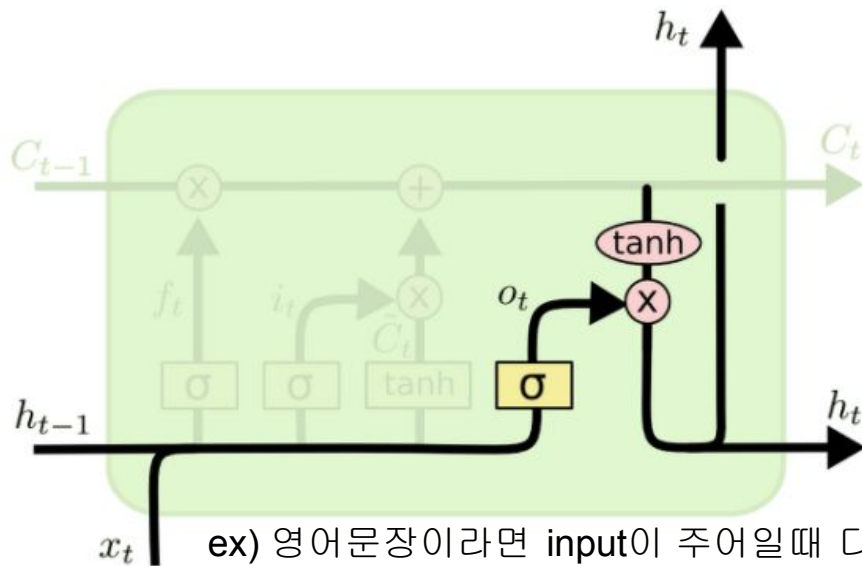 h_t
C_{t-1}
C_t
x
+
tanh
f_t
i_t
x
o_t
x
C̃_t
σ
σ
tanh
σ
h_{t-1}
h_t
x_t
ex) 영어문장이라면 input이 주어일때